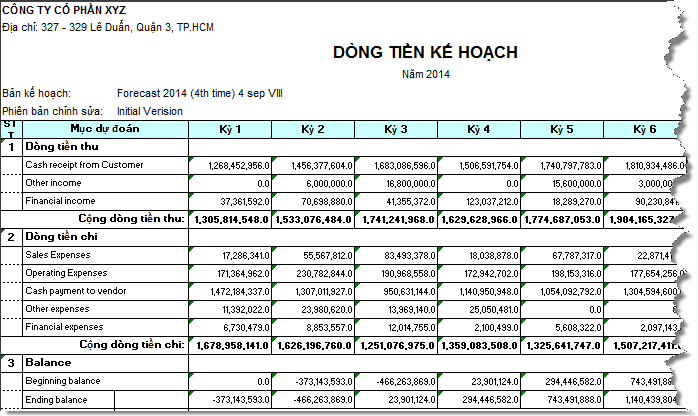 CÔNG TY CỔ PHẦN XYZ
Địa chỉ: 327 - 329 Lê Duẩn, Quận 3, TP.HCM
DÒNG TIỀN KẾ HOẠCH
Năm 2014
Bản kế hoạch: Forecast 2014 (4th time) 4 sep VIII
Phiên bản chỉnh sửa: Initial Verision
STT Mục dự đoán Kỳ 1 Kỳ 2 Kỳ 3 Kỳ 4 Kỳ 5 Kỳ 6
1 Dòng tiền thu
Cash receipt from Customer 1,268,452,956.0 1,456,377,604.0 1,683,086,596.0 1,506,591,754.0 1,740,797,783.0 1,810,934,486.0
Other income 0.0 6,000,000.0 16,800,000.0 0.0 15,600,000.0 3,000,000
Financial income 37,361,592.0 70,698,880.0 41,355,372.0 123,037,212.0 18,289,270.0 90,230,841
Cộng dòng tiền thu: 1,305,814,548.0 1,533,076,484.0 1,741,241,968.0 1,629,628,966.0 1,774,687,053.0 1,904,165,327
2 Dòng tiền chi
Sales Expenses 17,286,341.0 55,567,812.0 83,493,378.0 18,038,878.0 67,787,317.0 22,871,4
Operating Expenses 171,364,962.0 230,782,844.0 190,968,558.0 172,942,702.0 198,153,316.0 177,654,256
Cash payment to vendor 1,472,184,337.0 1,307,011,927.0 950,631,144.0 1,140,950,948.0 1,054,092,792.0 1,304,594,600
Other expenses 11,392,022.0 23,980,620.0 13,969,140.0 25,050,481.0 0.0
Financial expenses 6,730,479.0 8,853,557.0 12,014,755.0 2,100,499.0 5,608,322.0 2,097,143
Cộng dòng tiền chi: 1,678,958,141.0 1,626,196,760.0 1,251,076,975.0 1,359,083,508.0 1,325,641,747.0 1,507,217,411
3 Balance
Beginning balance 0.0 -373,143,593.0 -466,263,869.0 23,901,124.0 294,446,582.0 743,491,88
Ending balance -373,143,593.0 -466,263,869.0 23,901,124.0 294,446,582.0 743,491,888.0 1,140,439,804